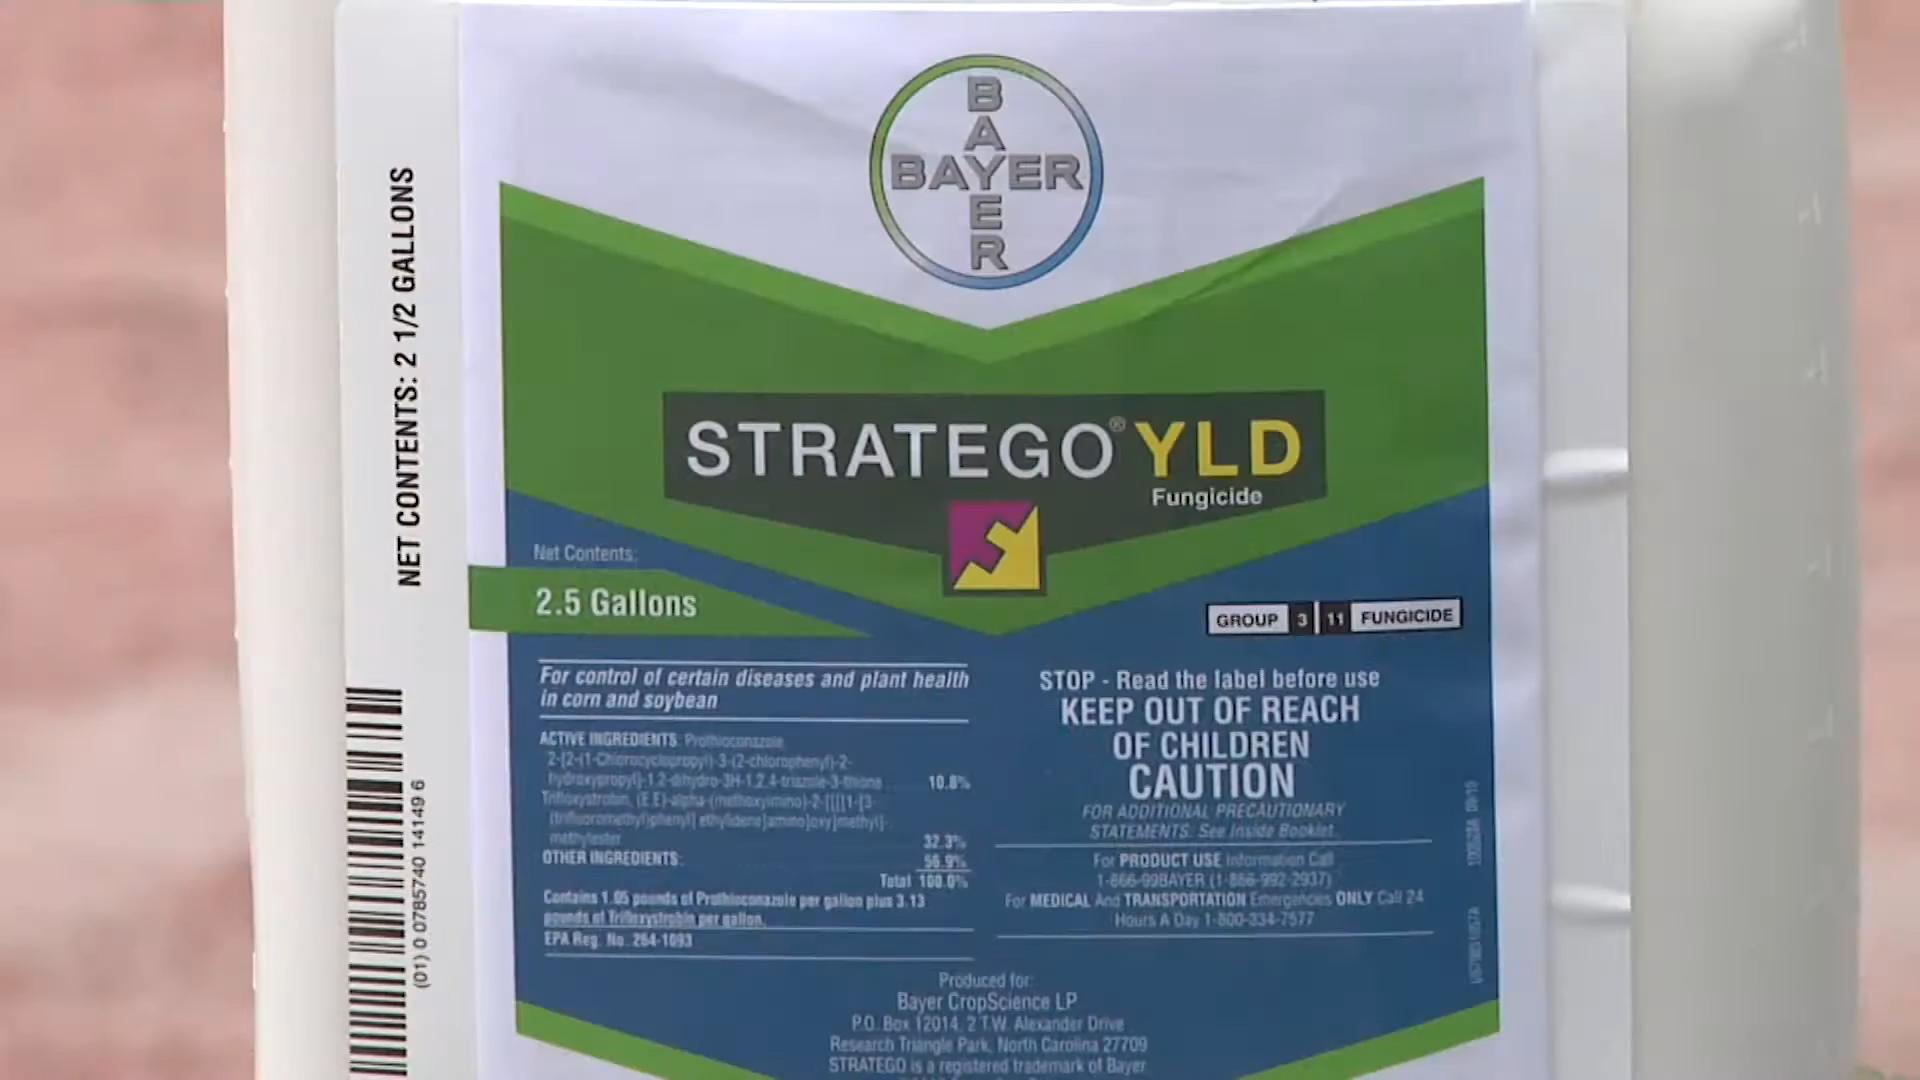 BAYER
BAYER
NET CONTENTS: 2 1/2 GALLONS
(01) 0 0785740 14149 6
STRATEGO® YLD
Fungicide
Net Contents:
2.5 Gallons
GROUP 3 11 FUNGICIDE
For control of certain diseases and plant health
in corn and soybean
ACTIVE INGREDIENTS: Prothioconazole
2-[2-(1-Chlorocyclopropyl)-3-(2-chlorophenyl)-2-
hydroxypropyl]-1,2-dihydro-3H-1,2,4-triazole-3-thione 10.8%
Trifloxystrobin, (E,E)-alpha-(methoxyimino)-2-[[[[1-[3-
(trifluoromethyl)phenyl] ethylidene]amino]oxy]methyl]-
methylester 32.3%
OTHER INGREDIENTS: 56.9%
Total 100.0%
Contains 1.05 pounds of Prothioconazole per gallon plus 3.13
pounds of Trifloxystrobin per gallon.
EPA Reg. No. 264-1093
STOP - Read the label before use
KEEP OUT OF REACH
OF CHILDREN
CAUTION
FOR ADDITIONAL PRECAUTIONARY
STATEMENTS: See Inside Booklet.
For PRODUCT USE Information Call
1-866-99BAYER (1-866-992-2937)
For MEDICAL And TRANSPORTATION Emergencies ONLY Call 24
Hours A Day 1-800-334-7577
Produced for:
Bayer CropScience LP
P.O. Box 12014, 2 T.W. Alexander Drive
Research Triangle Park, North Carolina 27709
STRATEGO is a registered trademark of Bayer